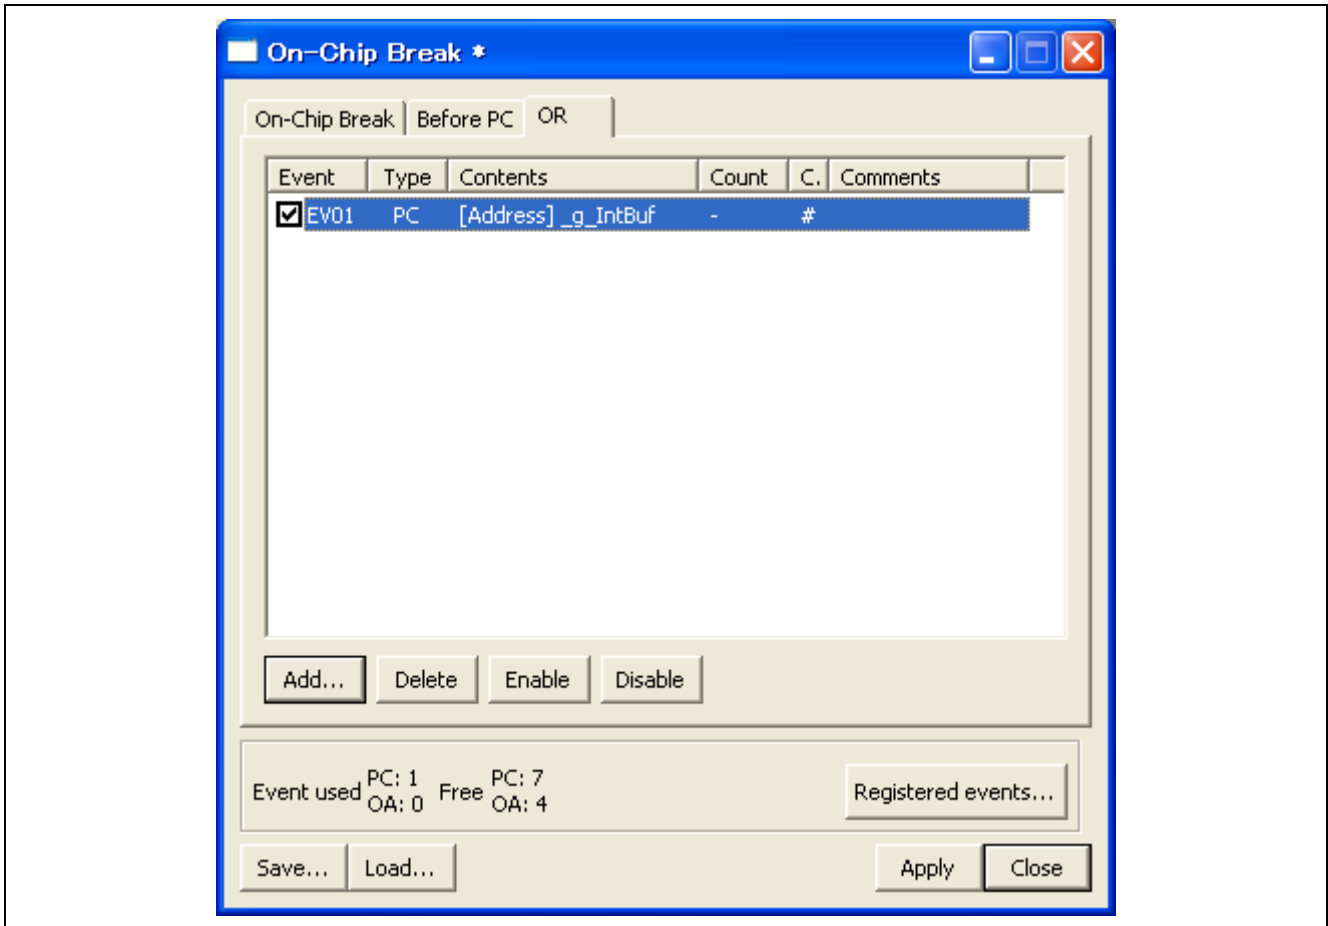 On-Chip Break *
On-Chip Break Before PC OR
Event Type Contents Count C. Comments
EV01 PC [Address] _g_IntBuf - #
Add... Delete Enable Disable
Event used PC: 1 Free PC: 7
OA: 0 OA: 4
Registered events...
Save... Load... Apply Close